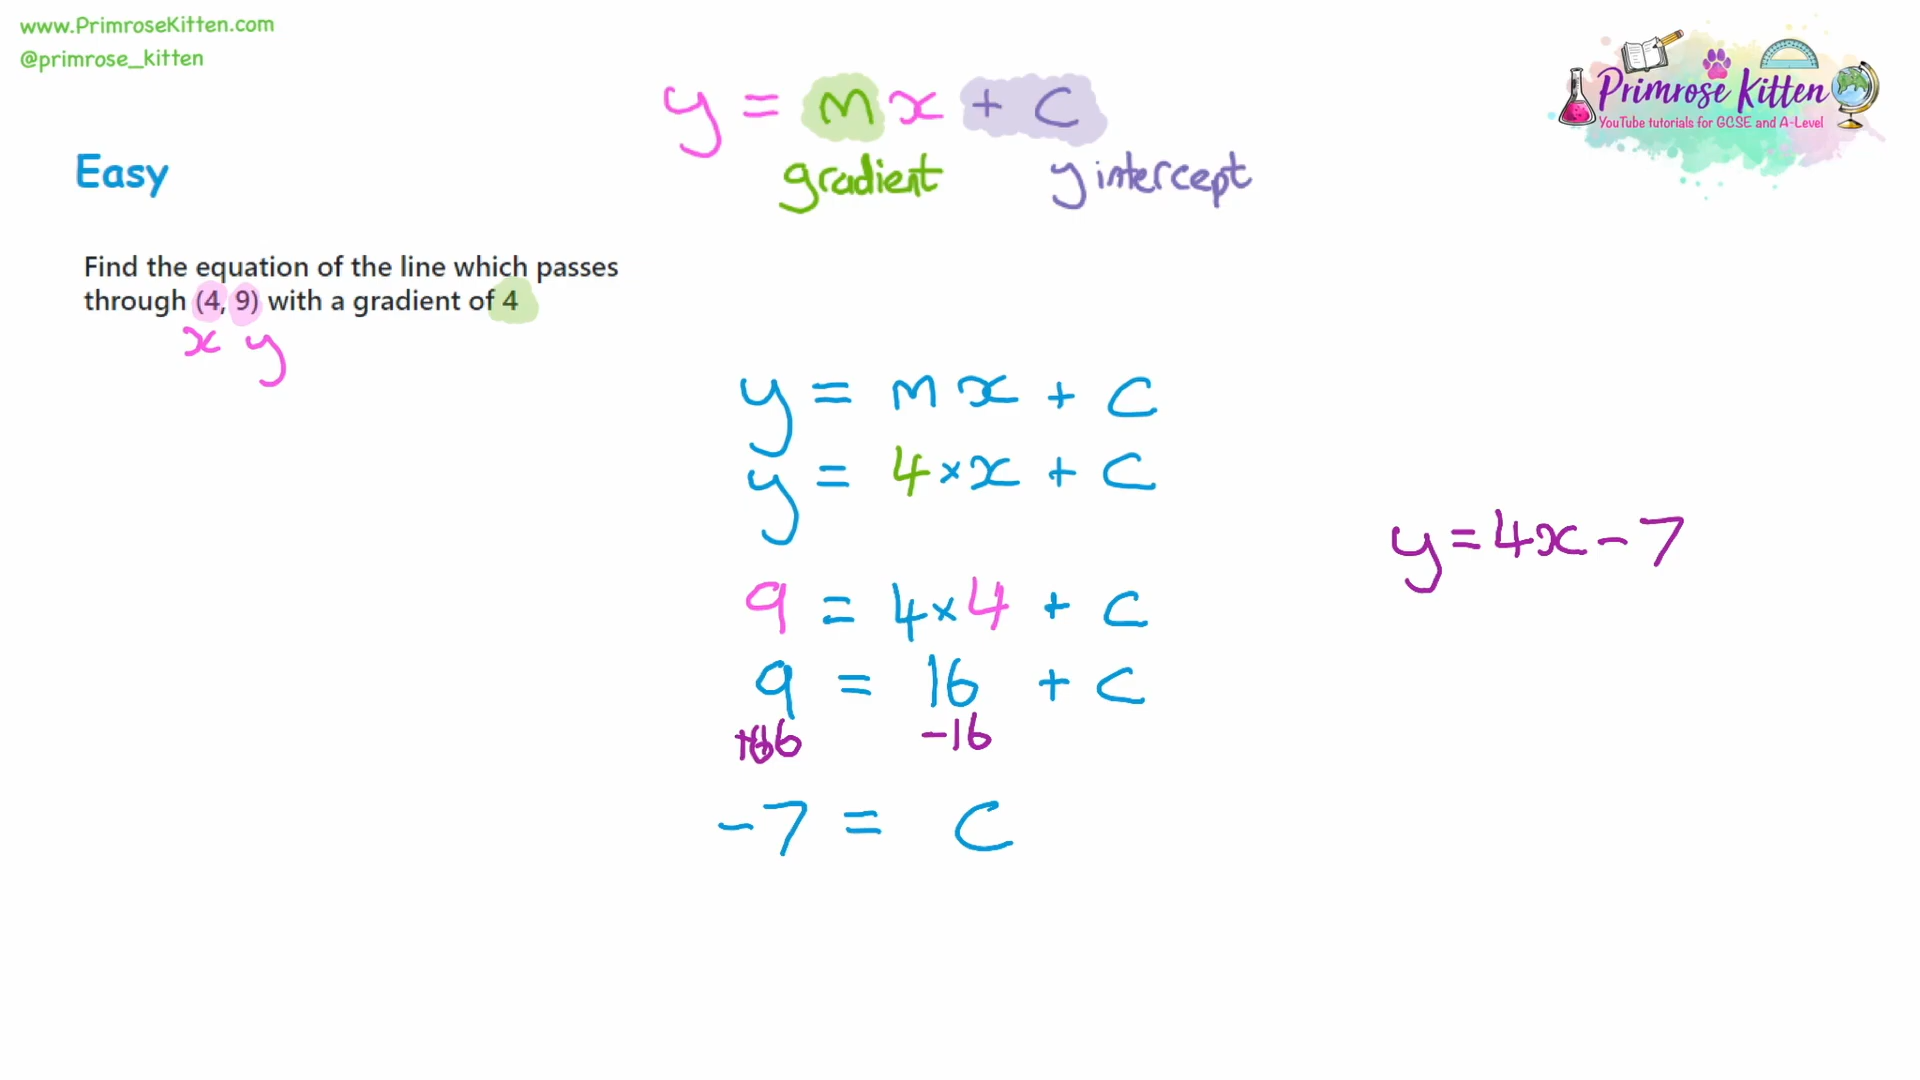 www.PrimroseKitten.com
@primrose_kitten
Primrose Kitten
YouTube tutorials for GCSE and A-Level
y = mx + c
gradient
y intercept
Easy
Find the equation of the line which passes
through (4, 9) with a gradient of 4
x y
y = mx + c
y = 4×x + c
y=4x-7
9 = 4×4 + c
9 = 16 + c
-16
-7 = c